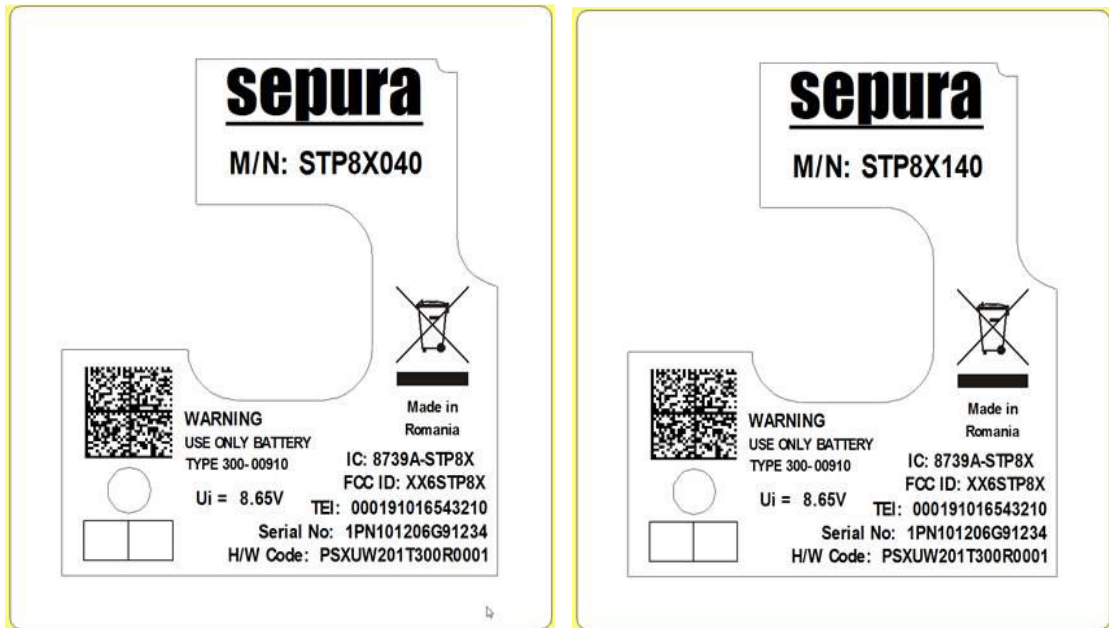 sepura
M/N: STP8X040
Made in
Romania
WARNING
USE ONLY BATTERY
TYPE 300-00910
Ui = 8.65V
IC: 8739A-STP8X
FCC ID: XX6STP8X
TEI: 000191016543210
Serial No: 1PN101206G91234
H/W Code: PSXUW201T300R0001
sepura
M/N: STP8X140
Made in
Romania
WARNING
USE ONLY BATTERY
TYPE 300-00910
Ui = 8.65V
IC: 8739A-STP8X
FCC ID: XX6STP8X
TEI: 000191016543210
Serial No: 1PN101206G91234
H/W Code: PSXUW201T300R0001